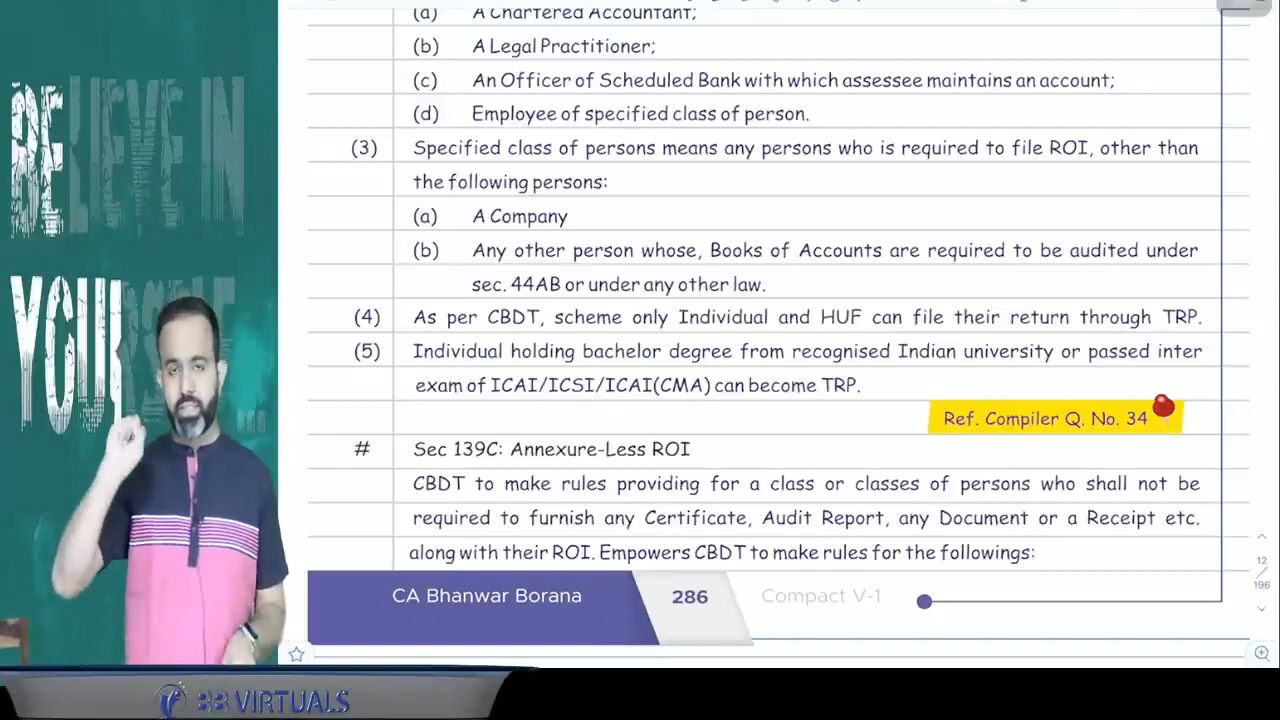 BELIEVE IN
YOURSELF...
(a) A Chartered Accountant;
(b) A Legal Practitioner;
(c) An Officer of Scheduled Bank with which assessee maintains an account;
(d) Employee of specified class of person.
(3) Specified class of persons means any persons who is required to file ROI, other than
the following persons:
(a) A Company
(b) Any other person whose, Books of Accounts are required to be audited under
sec. 44AB or under any other law.
(4) As per CBDT, scheme only Individual and HUF can file their return through TRP.
(5) Individual holding bachelor degree from recognised Indian university or passed inter
exam of ICAI/ICSI/ICAI(CMA) can become TRP.
Ref. Compiler Q. No. 34
# Sec 139C: Annexure-Less ROI
CBDT to make rules providing for a class or classes of persons who shall not be
required to furnish any Certificate, Audit Report, any Document or a Receipt etc.
along with their ROI. Empowers CBDT to make rules for the followings:
CA Bhanwar Borana 286 Compact V-1
12
/
196
BB VIRTUALS